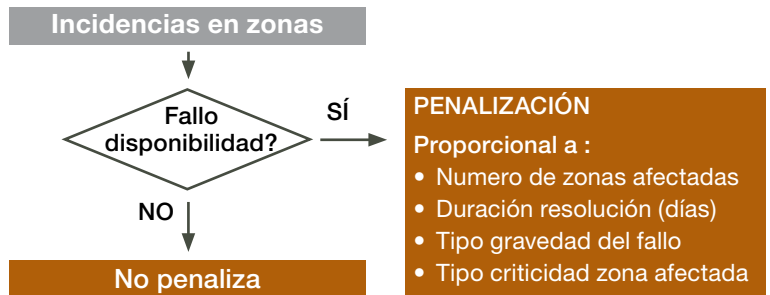 Incidencias en zonas
Fallo
disponibilidad?
SÍ
NO
No penaliza
PENALIZACIÓN
Proporcional a :
• Numero de zonas afectadas
• Duración resolución (días)
• Tipo gravedad del fallo
• Tipo criticidad zona afectada